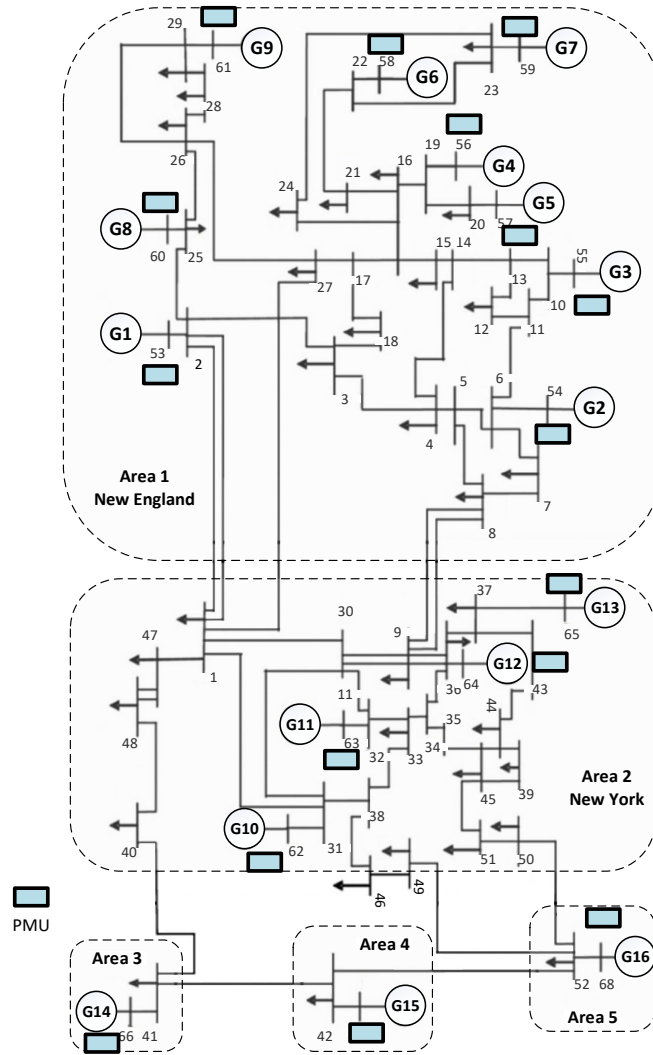 29
61
G9
28
26
22
58
G6
G7
59
23
19
56
G4
16
21
24
20
57
G5
G8
60
25
15
14
13
55
G3
10
27
17
12
11
18
G1
53
2
3
5
6
54
G2
4
7
8
Area 1
New England
47
1
30
9
37
G13
65
G12
36
64
43
11
G11
63
32
33
35
34
44
48
45
39
Area 2
New York
G10
62
31
38
40
51
50
46
49
PMU
Area 3
G14
66
41
Area 4
G15
42
G16
52
68
Area 5